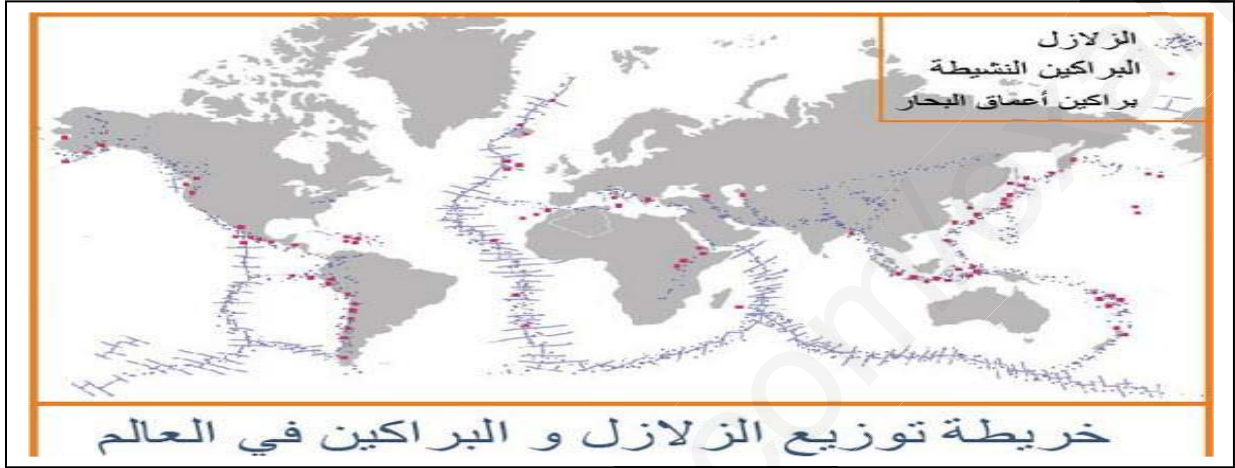 الزلازل
البراكين النشيطة
براكين أعماق البحار
خريطة توزيع الزلازل و البراكين في العالم